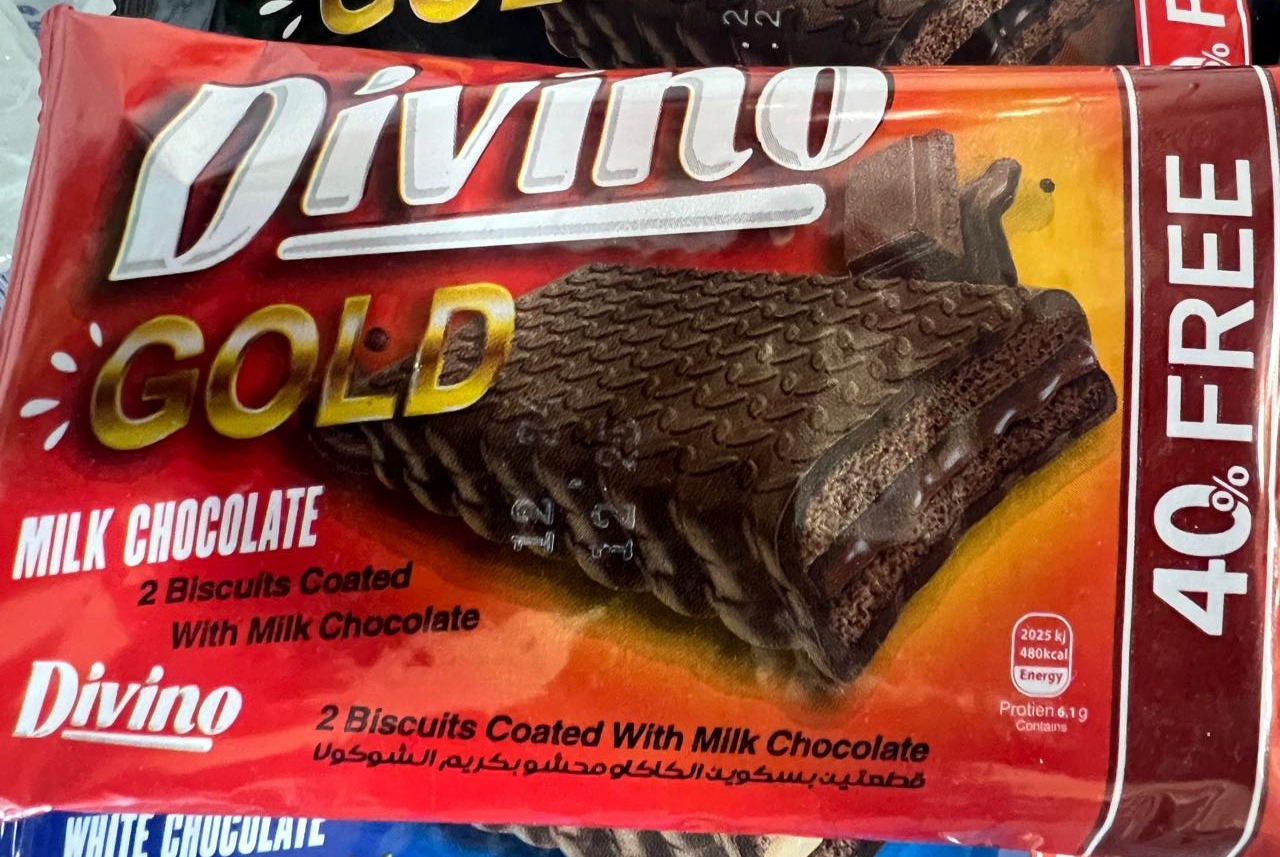 Divino
GOLD
MILK CHOCOLATE
2 Biscuits Coated
With Milk Chocolate
Divino
2 Biscuits Coated With Milk Chocolate
قطعتين بسكويت الكاكاو محشو بكريم الشوكولا
2025 kj
480kcal
Energy
Protien 6,1 g
Contains
40% FREE
WHITE CHOCOLATE